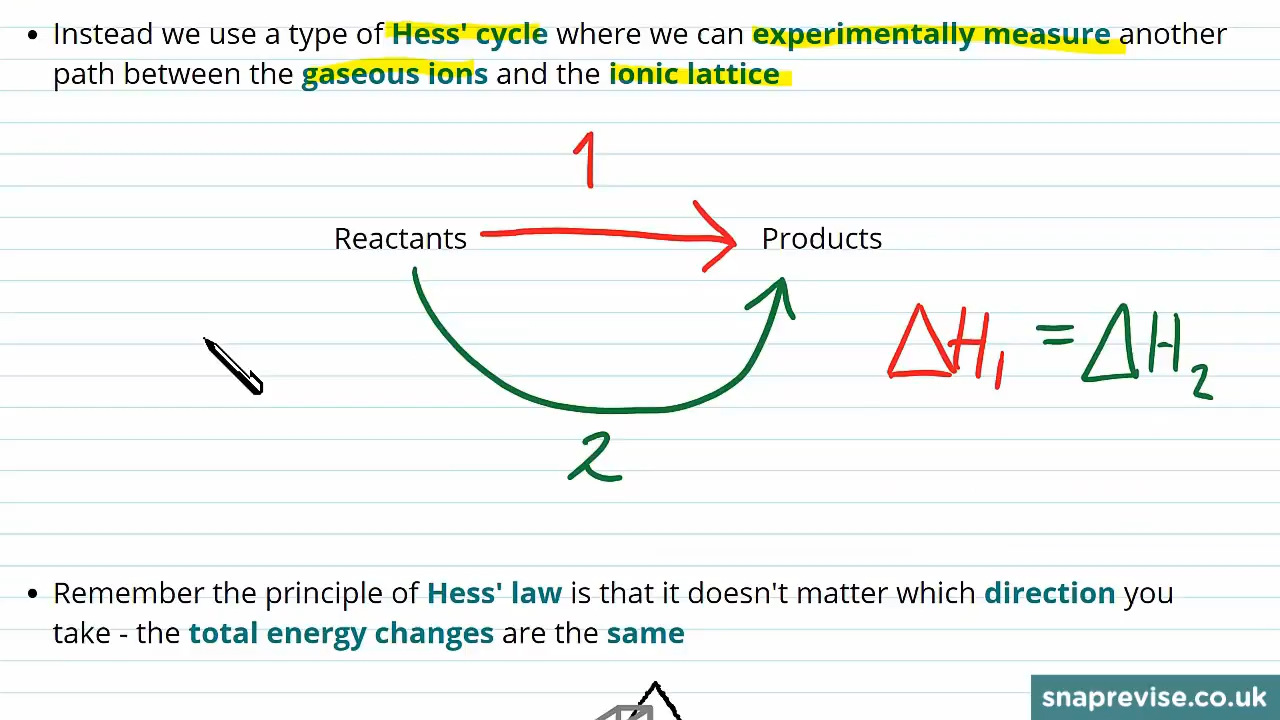 • Instead we use a type of Hess' cycle where we can experimentally measure another
path between the gaseous ions and the ionic lattice
1
Reactants Products
ΔH₁ = ΔH₂
2
• Remember the principle of Hess' law is that it doesn't matter which direction you
take - the total energy changes are the same
snaprevise.co.uk